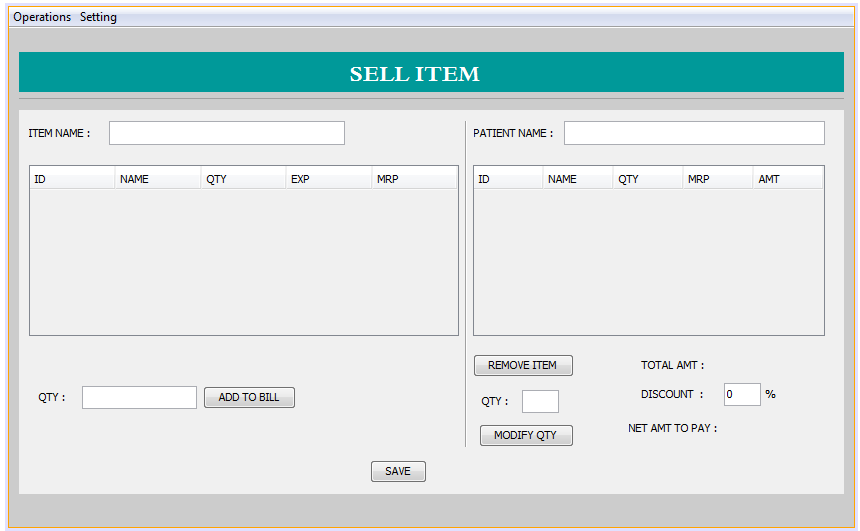 Operations Setting
SELL ITEM
ITEM NAME :
ID NAME QTY EXP MRP
QTY : ADD TO BILL
PATIENT NAME :
ID NAME QTY MRP AMT
REMOVE ITEM
QTY :
MODIFY QTY
TOTAL AMT :
DISCOUNT : 0 %
NET AMT TO PAY :
SAVE